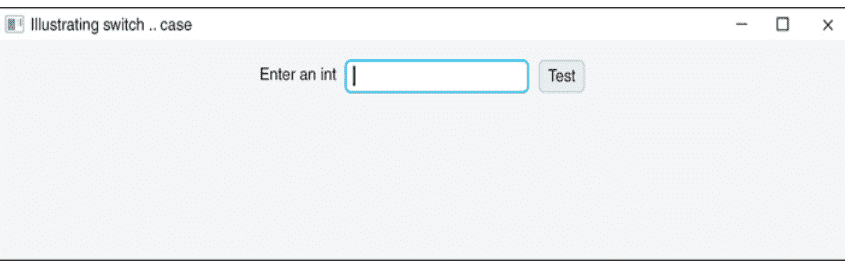 Illustrating switch .. case
Enter an int Test